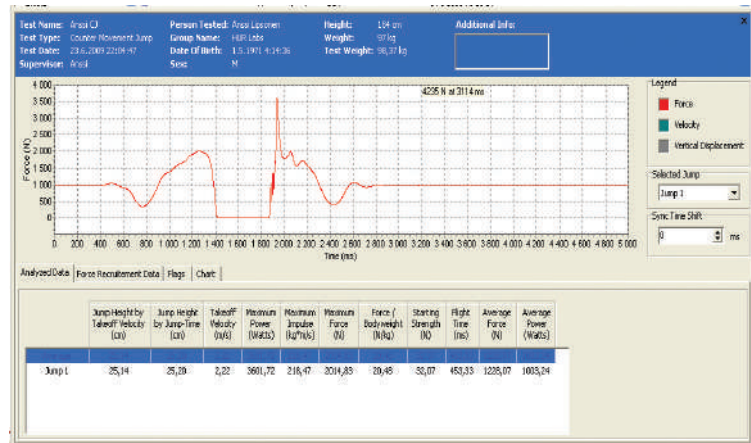 Test Name: Anssi CJ Person Tested: Anssi Lipsonen Height: 184 cm Additional Info:
Test Type: Counter Movement Jump Group Name: HUR Labs Weight: 97 kg
Test Date: 23.6.2009 22:04:47 Date Of Birth: 1.5.1971 4:14:36 Test Weight: 98,37 kg
Supervisor: Anssi Sex: M
4235 N at 3114 ms
Legend
Force
Velocity
Vertical Displacement
Selected Jump
Jump 1
Sync Time Shift
0 ms
Force (N)
4 000
3 500
3 000
2 500
2 000
1 500
1 000
500
0
0 200 400 600 800 1 000 1 200 1 400 1 600 1 800 2 000 2 200 2 400 2 600 2 800 3 000 3 200 3 400 3 600 3 800 4 000 4 200 4 400 4 600 4 800 5 000
Time (ms)
Analyzed Data Force Recruitement Data Flags Chart
Jump Height by Takeoff Velocity (cm) Jump Height by Jump-Time (cm) Takeoff Velocity (m/s) Maximum Power (Watts) Maximum Impulse (kg*m/s) Maximum Force (N) Force / Bodyweight (N/kg) Starting Strength (N) Flight Time (ms) Average Force (N) Average Power (Watts)
Jump 1 25,14 25,20 2,22 3601,72 218,47 2014,83 20,48 32,07 453,33 1228,07 1003,24